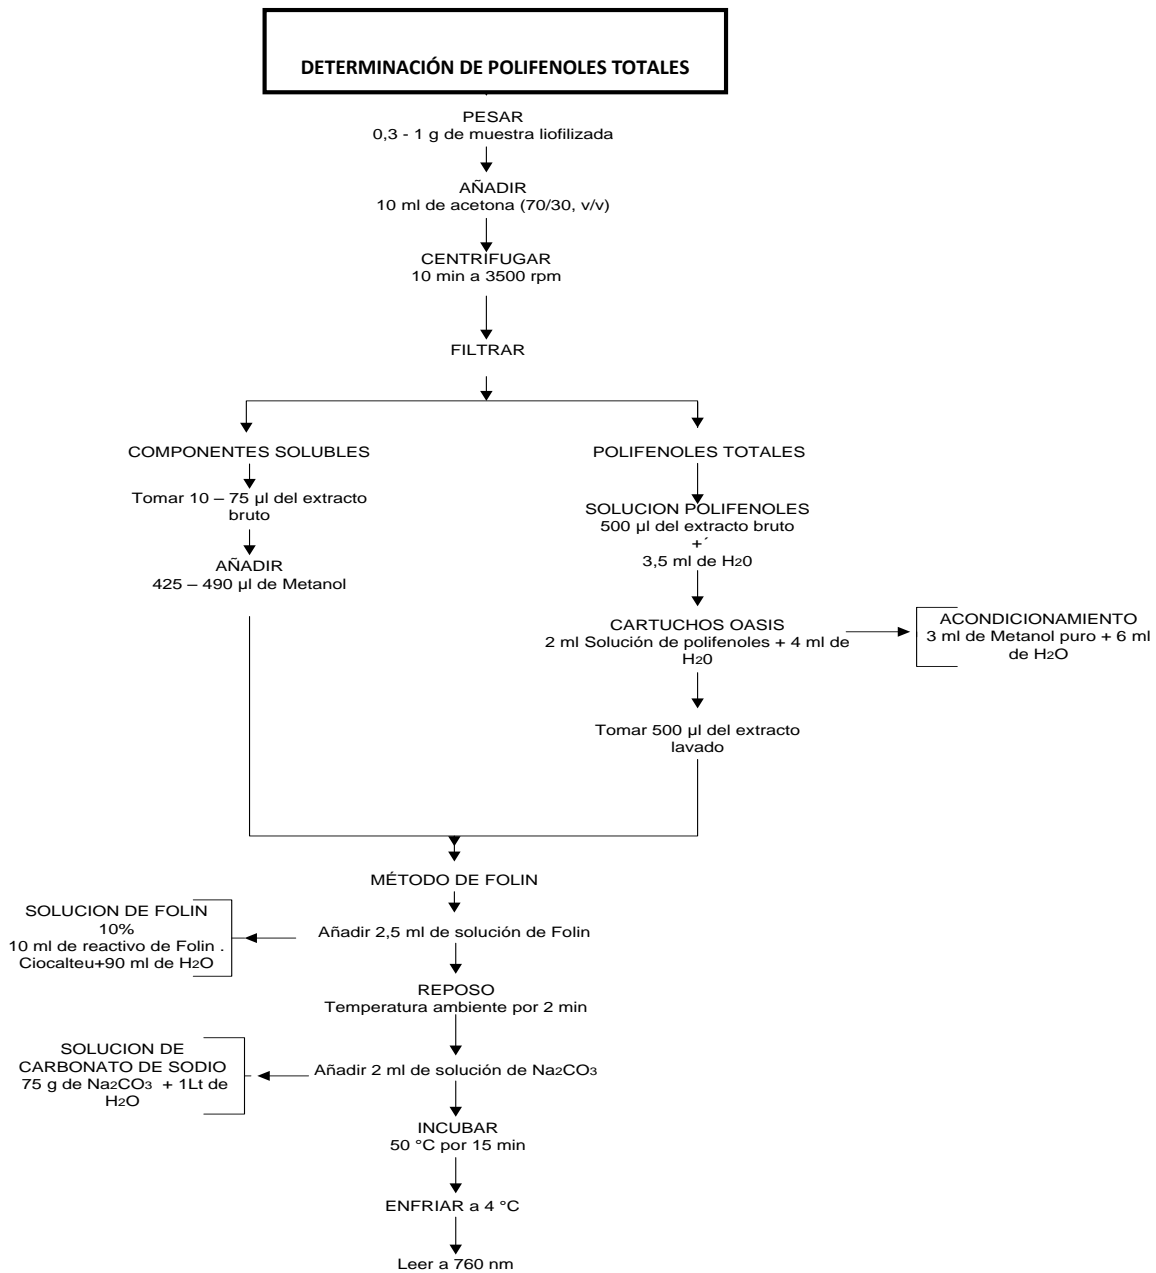 DETERMINACIÓN DE POLIFENOLES TOTALES
PESAR
0,3 - 1 g de muestra liofilizada
AÑADIR
10 ml de acetona (70/30, v/v)
CENTRIFUGAR
10 min a 3500 rpm
FILTRAR
COMPONENTES SOLUBLES
Tomar 10 – 75 µl del extracto
bruto
AÑADIR
425 – 490 µl de Metanol
POLIFENOLES TOTALES
SOLUCION POLIFENOLES
500 µl del extracto bruto
+´
3,5 ml de H20
CARTUCHOS OASIS
2 ml Solución de polifenoles + 4 ml de
H20
ACONDICIONAMIENTO
3 ml de Metanol puro + 6 ml
de H2O
Tomar 500 µl del extracto
lavado
MÉTODO DE FOLIN
Añadir 2,5 ml de solución de Folin
SOLUCION DE FOLIN
10%
10 ml de reactivo de Folin .
Ciocalteu+90 ml de H2O
REPOSO
Temperatura ambiente por 2 min
Añadir 2 ml de solución de Na2CO3
SOLUCION DE
CARBONATO DE SODIO
75 g de Na2CO3 + 1Lt de
H2O
INCUBAR
50 °C por 15 min
ENFRIAR a 4 °C
Leer a 760 nm